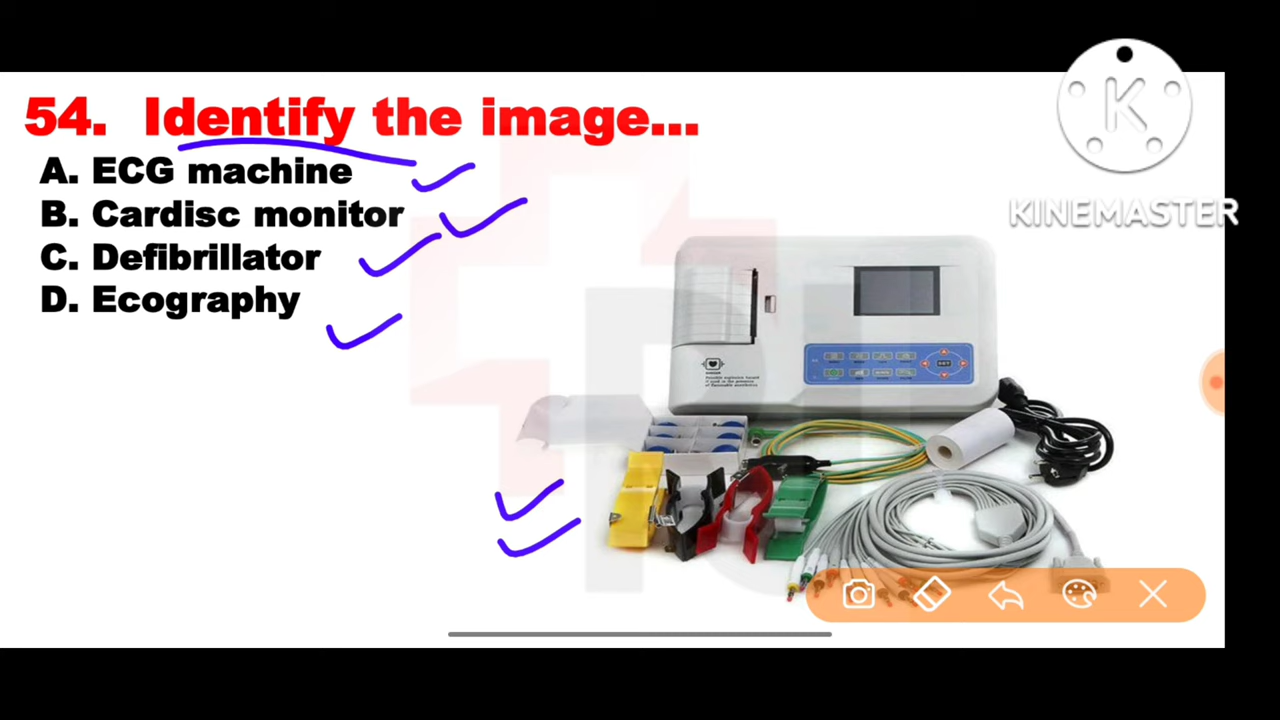 54. Identify the image...
A. ECG machine
B. Cardisc monitor
C. Defibrillator
D. Ecography
K
KINEMASTER